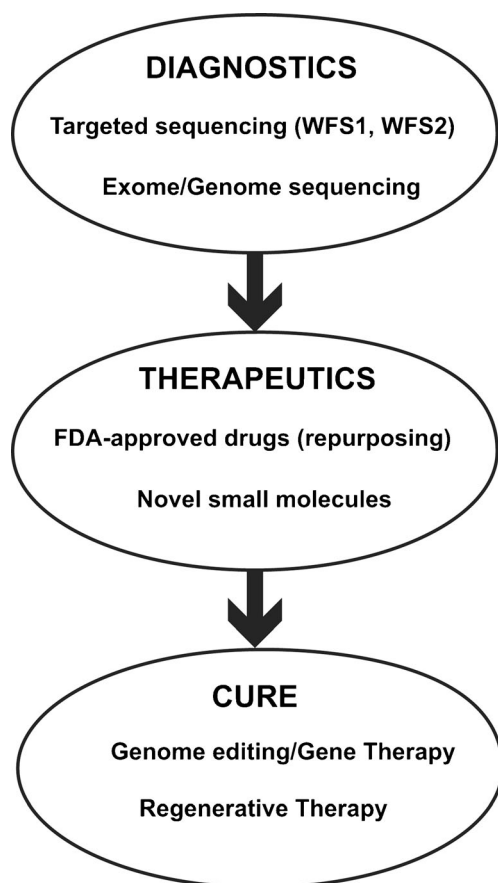 DIAGNOSTICS
Targeted sequencing (WFS1, WFS2)
Exome/Genome sequencing
THERAPEUTICS
FDA-approved drugs (repurposing)
Novel small molecules
CURE
Genome editing/Gene Therapy
Regenerative Therapy